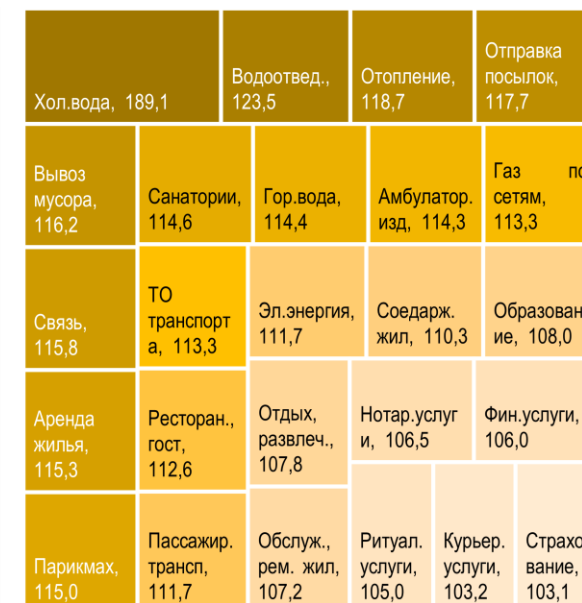 Хол.вода, 189,1
Водоотвед.,
123,5
Отопление,
118,7
Отправка
посылок,
117,7
Вывоз
мусора,
116,2
Санатории,
114,6
Гор.вода,
114,4
Амбулатор.
изд, 114,3
Газ по
сетям,
113,3
Связь,
115,8
ТО
транспорт
а, 113,3
Эл.энергия,
111,7
Соедарж.
жил, 110,3
Образован
ие, 108,0
Аренда
жилья,
115,3
Ресторан.,
гост,
112,6
Отдых,
развлеч.,
107,8
Нотар.услуг
и, 106,5
Фин.услуги,
106,0
Парикмах,
115,0
Пассажир.
трансп,
111,7
Обслуж.,
рем. жил,
107,2
Ритуал.
услуги,
105,0
Курьер.
услуги,
103,2
Страхо
вание,
103,1